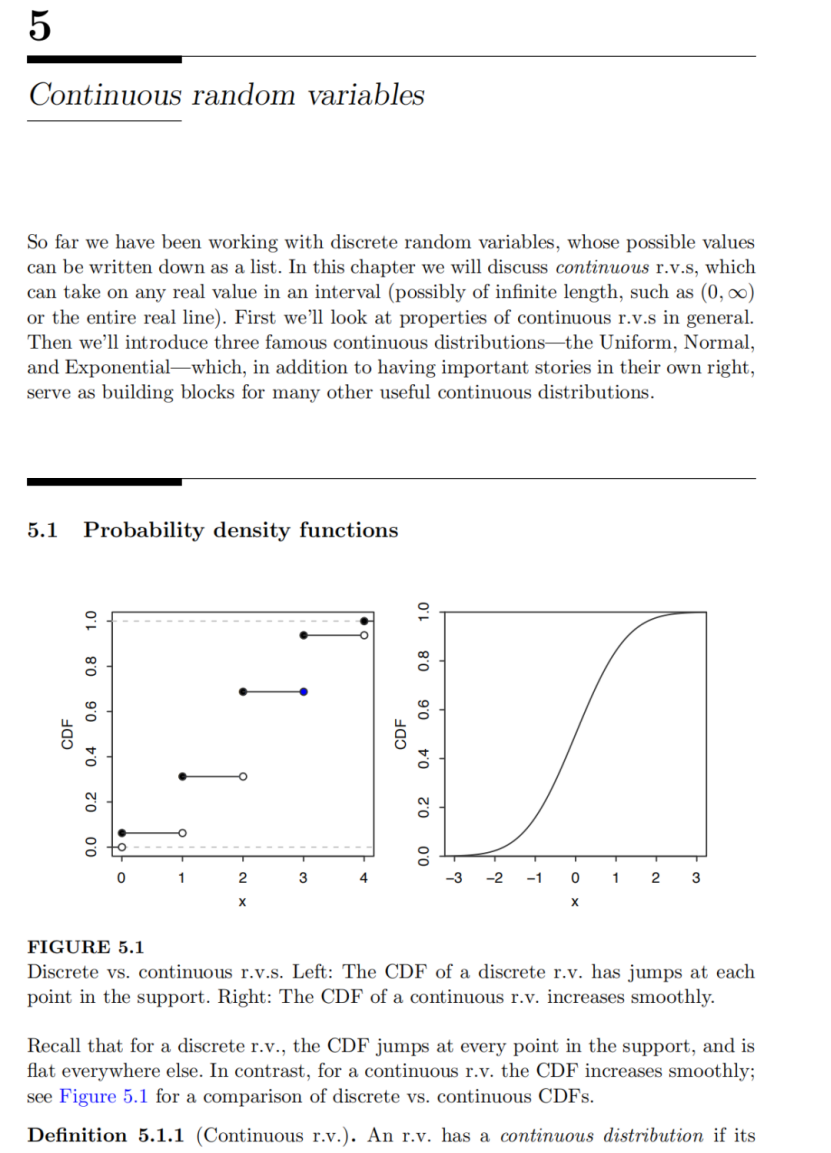 5
Continuous random variables
So far we have been working with discrete random variables, whose possible values
can be written down as a list. In this chapter we will discuss continuous r.v.s, which
can take on any real value in an interval (possibly of infinite length, such as (0, ∞)
or the entire real line). First we'll look at properties of continuous r.v.s in general.
Then we'll introduce three famous continuous distributions—the Uniform, Normal,
and Exponential—which, in addition to having important stories in their own right,
serve as building blocks for many other useful continuous distributions.
5.1 Probability density functions
CDF
0.0 0.2 0.4 0.6 0.8 1.0
0 1 2 3 4
x
CDF
0.0 0.2 0.4 0.6 0.8 1.0
−3 −2 −1 0 1 2 3
x
FIGURE 5.1
Discrete vs. continuous r.v.s. Left: The CDF of a discrete r.v. has jumps at each
point in the support. Right: The CDF of a continuous r.v. increases smoothly.
Recall that for a discrete r.v., the CDF jumps at every point in the support, and is
flat everywhere else. In contrast, for a continuous r.v. the CDF increases smoothly;
see Figure 5.1 for a comparison of discrete vs. continuous CDFs.
Definition 5.1.1 (Continuous r.v.). An r.v. has a continuous distribution if its